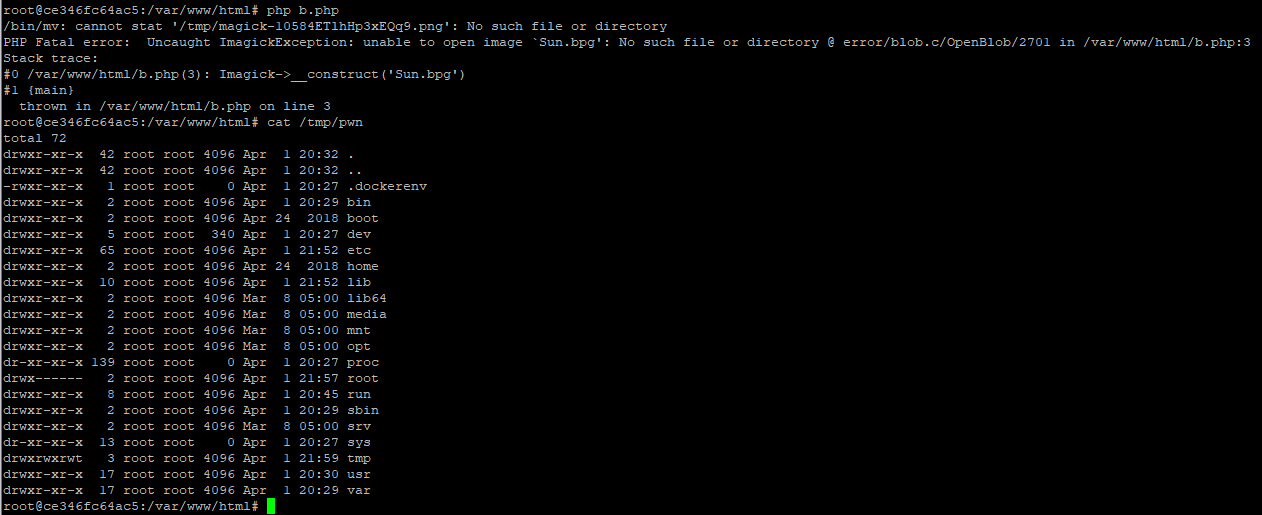 root@ce346fc64ac5:/var/www/html# php b.php
/bin/mv: cannot stat '/tmp/magick-10584ETlhHp3xEQq9.png': No such file or directory
PHP Fatal error:  Uncaught ImagickException: unable to open image `Sun.bpg': No such file or directory @ error/blob.c/OpenBlob/2701 in /var/www/html/b.php:3
Stack trace:
#0 /var/www/html/b.php(3): Imagick->__construct('Sun.bpg')
#1 {main}
  thrown in /var/www/html/b.php on line 3
root@ce346fc64ac5:/var/www/html# cat /tmp/pwn
total 72
drwxr-xr-x  42 root root 4096 Apr  1 20:32 .
drwxr-xr-x  42 root root 4096 Apr  1 20:32 ..
-rwxr-xr-x   1 root root    0 Apr  1 20:27 .dockerenv
drwxr-xr-x   2 root root 4096 Apr  1 20:29 bin
drwxr-xr-x   2 root root 4096 Apr 24  2018 boot
drwxr-xr-x   5 root root  340 Apr  1 20:27 dev
drwxr-xr-x  65 root root 4096 Apr  1 21:52 etc
drwxr-xr-x   2 root root 4096 Apr 24  2018 home
drwxr-xr-x  10 root root 4096 Apr  1 21:52 lib
drwxr-xr-x   2 root root 4096 Mar  8 05:00 lib64
drwxr-xr-x   2 root root 4096 Mar  8 05:00 media
drwxr-xr-x   2 root root 4096 Mar  8 05:00 mnt
drwxr-xr-x   2 root root 4096 Mar  8 05:00 opt
dr-xr-xr-x 139 root root    0 Apr  1 20:27 proc
drwx------   2 root root 4096 Apr  1 21:57 root
drwxr-xr-x   8 root root 4096 Apr  1 20:45 run
drwxr-xr-x   2 root root 4096 Apr  1 20:29 sbin
drwxr-xr-x   2 root root 4096 Mar  8 05:00 srv
dr-xr-xr-x  13 root root    0 Apr  1 20:27 sys
drwxrwxrwt   3 root root 4096 Apr  1 21:59 tmp
drwxr-xr-x  17 root root 4096 Apr  1 20:30 usr
drwxr-xr-x  17 root root 4096 Apr  1 20:29 var
root@ce346fc64ac5:/var/www/html#